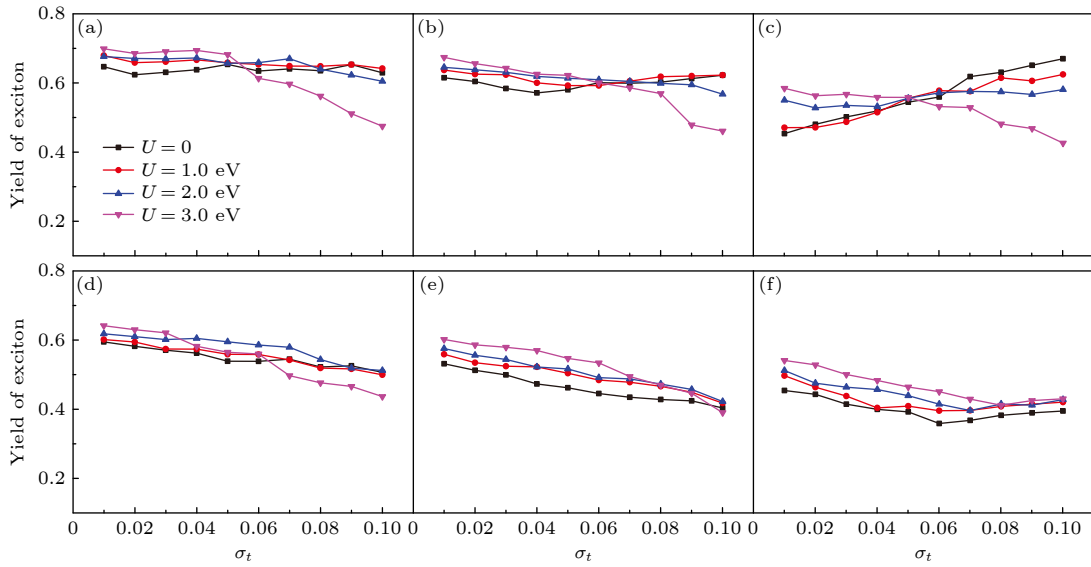 0.8
(a)
(b)
(c)
0.6
Yield of exciton
0.4
U = 0
U = 1.0 eV
U = 2.0 eV
U = 3.0 eV
0.2
0.8
(d)
(e)
(f)
0.6
Yield of exciton
0.4
0.2
0 0.02 0.04 0.06 0.08 0.10 0 0.02 0.04 0.06 0.08 0.10 0 0.02 0.04 0.06 0.08 0.10
σt σt σt